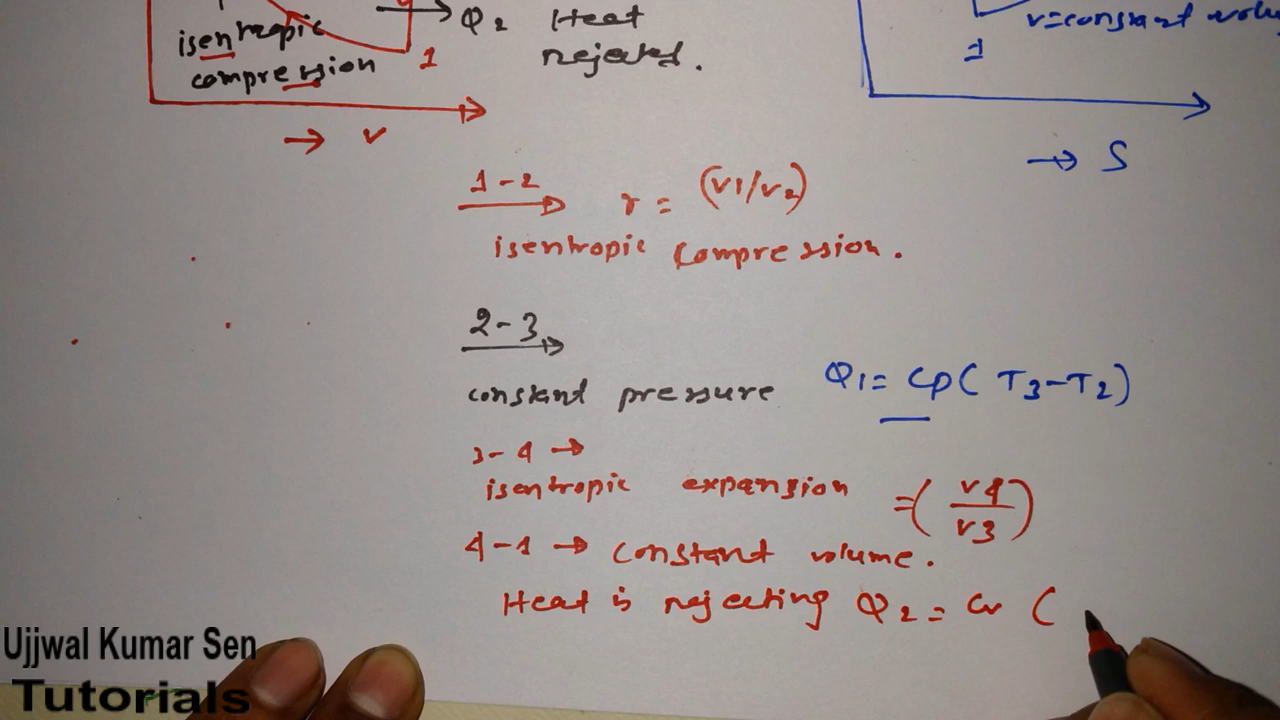 isentropic
compression
1
Q2 Heat
rejected.
→ v
1
v=constant
→ S
1-2 r = (v1/v2)
isentropic compression.
2-3
constant pressure Q1 = Cp ( T3-T2)
3-4 →
isentropic expansion = ( v4
v3 )
4-1 → constant volume.
Heat is rejecting Q2 = Cv (
Ujjwal Kumar Sen
Tutorials